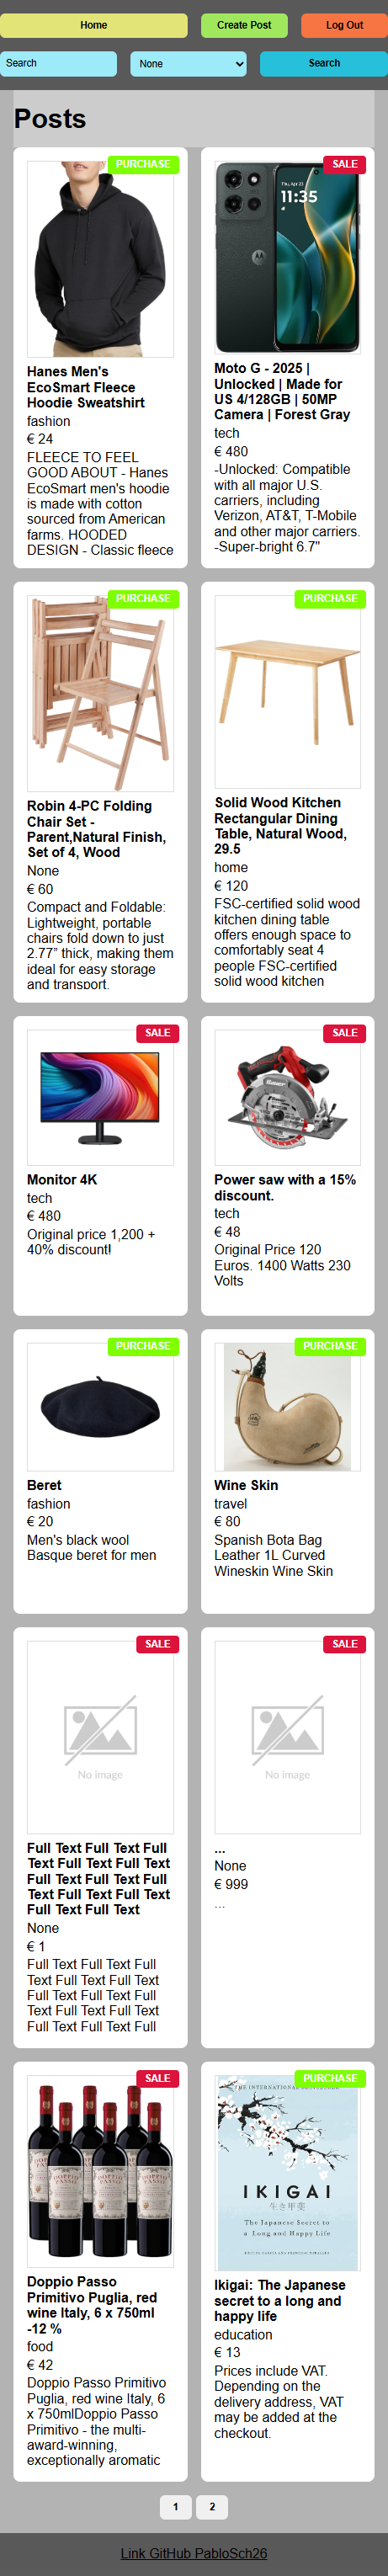 Home
Create Post
Log Out
Search
None
Search
Posts
PURCHASE
Hanes Men's
EcoSmart Fleece
Hoodie Sweatshirt
fashion
€ 24
FLEECE TO FEEL
GOOD ABOUT - Hanes
EcoSmart men's hoodie
is made with cotton
sourced from American
farms. HOODED
DESIGN - Classic fleece
SALE
11:35
Moto G - 2025 |
Unlocked | Made for
US 4/128GB | 50MP
Camera | Forest Gray
tech
€ 480
-Unlocked: Compatible
with all major U.S.
carriers, including
Verizon, AT&T, T-Mobile
and other major carriers.
-Super-bright 6.7"
PURCHASE
Robin 4-PC Folding
Chair Set -
Parent,Natural Finish,
Set of 4, Wood
None
€ 60
Compact and Foldable:
Lightweight, portable
chairs fold down to just
2.77” thick, making them
ideal for easy storage
and transport.
PURCHASE
Solid Wood Kitchen
Rectangular Dining
Table, Natural Wood,
29.5
home
€ 120
FSC-certified solid wood
kitchen dining table
offers enough space to
comfortably seat 4
people FSC-certified
solid wood kitchen
SALE
Monitor 4K
tech
€ 480
Original price 1,200 +
40% discount!
SALE
Bauer
Power saw with a 15%
discount.
tech
€ 48
Original Price 120
Euros. 1400 Watts 230
Volts
PURCHASE
Beret
fashion
€ 20
Men's black wool
Basque beret for men
PURCHASE
Wine Skin
travel
€ 80
Spanish Bota Bag
Leather 1L Curved
Wineskin Wine Skin
SALE
No image
Full Text Full Text Full
Text Full Text Full Text
Full Text Full Text Full
Text Full Text Full Text
Full Text Full Text
None
€ 1
Full Text Full Text Full
Text Full Text Full Text
Full Text Full Text Full
Text Full Text Full Text
Full Text Full Text Full
SALE
No image
...
None
€ 999
...
SALE
DOPPIO
PASSO
Doppio Passo
Primitivo Puglia, red
wine Italy, 6 x 750ml
-12 %
food
€ 42
Doppio Passo Primitivo
Puglia, red wine Italy, 6
x 750mlDoppio Passo
Primitivo - the multi-
award-winning,
exceptionally aromatic
PURCHASE
THE INTERNATIONAL
IKIGAI
生き甲斐
The Japanese Secret to
a Long and Happy Life
Ikigai: The Japanese
secret to a long and
happy life
education
€ 13
Prices include VAT.
Depending on the
delivery address, VAT
may be added at the
checkout.
1
2
Link GitHub PabloSch26